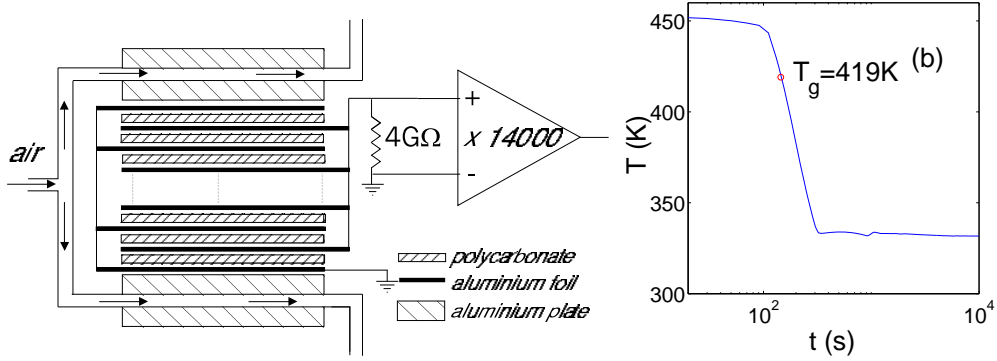 air
+
-
4GΩ
x 14000
polycarbonate
aluminium foil
aluminium plate
(b)
T_g=419K
T (K)
450
400
350
300
10^2
10^4
t (s)